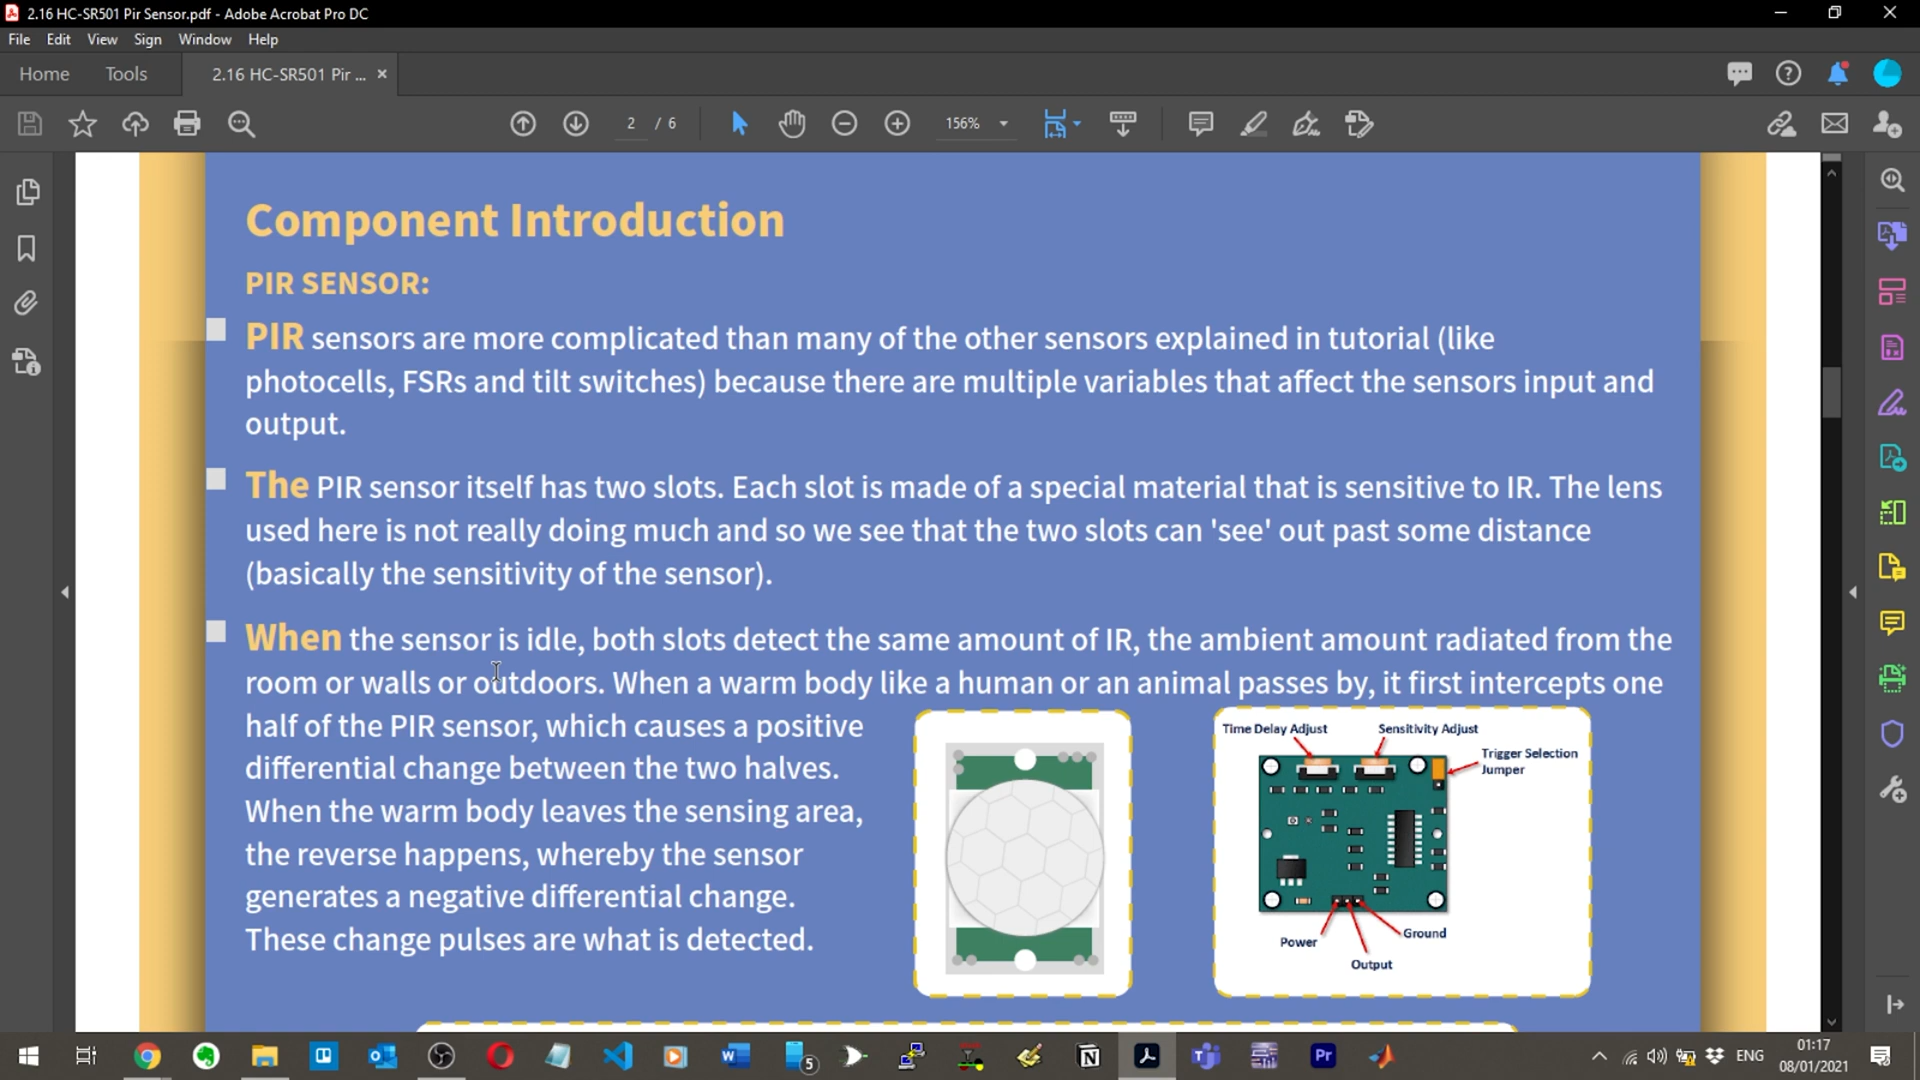 2.16 HC-SR501 Pir Sensor.pdf - Adobe Acrobat Pro DC
File Edit View Sign Window Help
Home Tools 2.16 HC-SR501 Pir ... ×
2 / 6 156%
Component Introduction
PIR SENSOR:
PIR sensors are more complicated than many of the other sensors explained in tutorial (like
photocells, FSRs and tilt switches) because there are multiple variables that affect the sensors input and
output.
The PIR sensor itself has two slots. Each slot is made of a special material that is sensitive to IR. The lens
used here is not really doing much and so we see that the two slots can 'see' out past some distance
(basically the sensitivity of the sensor).
When the sensor is idle, both slots detect the same amount of IR, the ambient amount radiated from the
room or walls or outdoors. When a warm body like a human or an animal passes by, it first intercepts one
half of the PIR sensor, which causes a positive
differential change between the two halves.
When the warm body leaves the sensing area,
the reverse happens, whereby the sensor
generates a negative differential change.
These change pulses are what is detected.
Time Delay Adjust Sensitivity Adjust
Trigger Selection
Jumper
Power
Ground
Output
5
Pr
ENG
01:17
08/01/2021